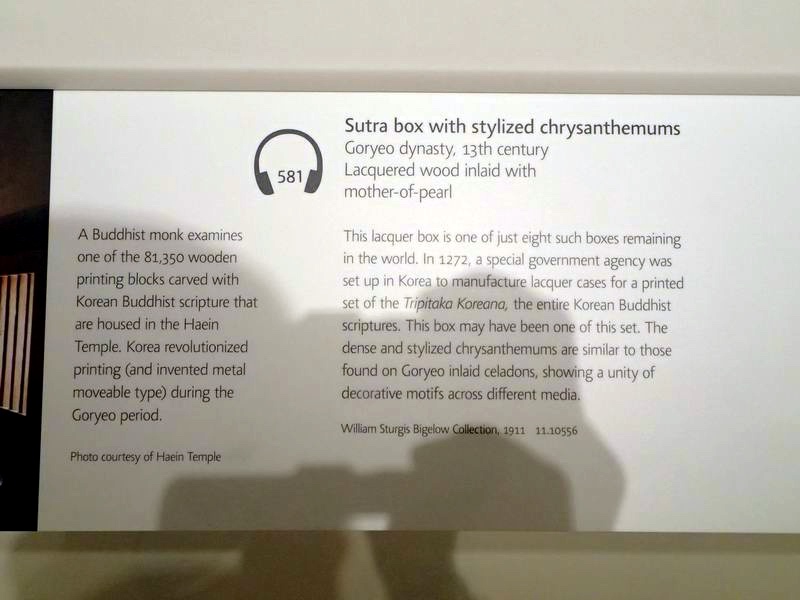 581
Sutra box with stylized chrysanthemums
Goryeo dynasty, 13th century
Lacquered wood inlaid with
mother-of-pearl
A Buddhist monk examines
one of the 81,350 wooden
printing blocks carved with
Korean Buddhist scripture that
are housed in the Haein
Temple. Korea revolutionized
printing (and invented metal
moveable type) during the
Goryeo period.
Photo courtesy of Haein Temple
This lacquer box is one of just eight such boxes remaining
in the world. In 1272, a special government agency was
set up in Korea to manufacture lacquer cases for a printed
set of the Tripitaka Koreana, the entire Korean Buddhist
scriptures. This box may have been one of this set. The
dense and stylized chrysanthemums are similar to those
found on Goryeo inlaid celadons, showing a unity of
decorative motifs across different media.
William Sturgis Bigelow Collection, 1911 11.10556